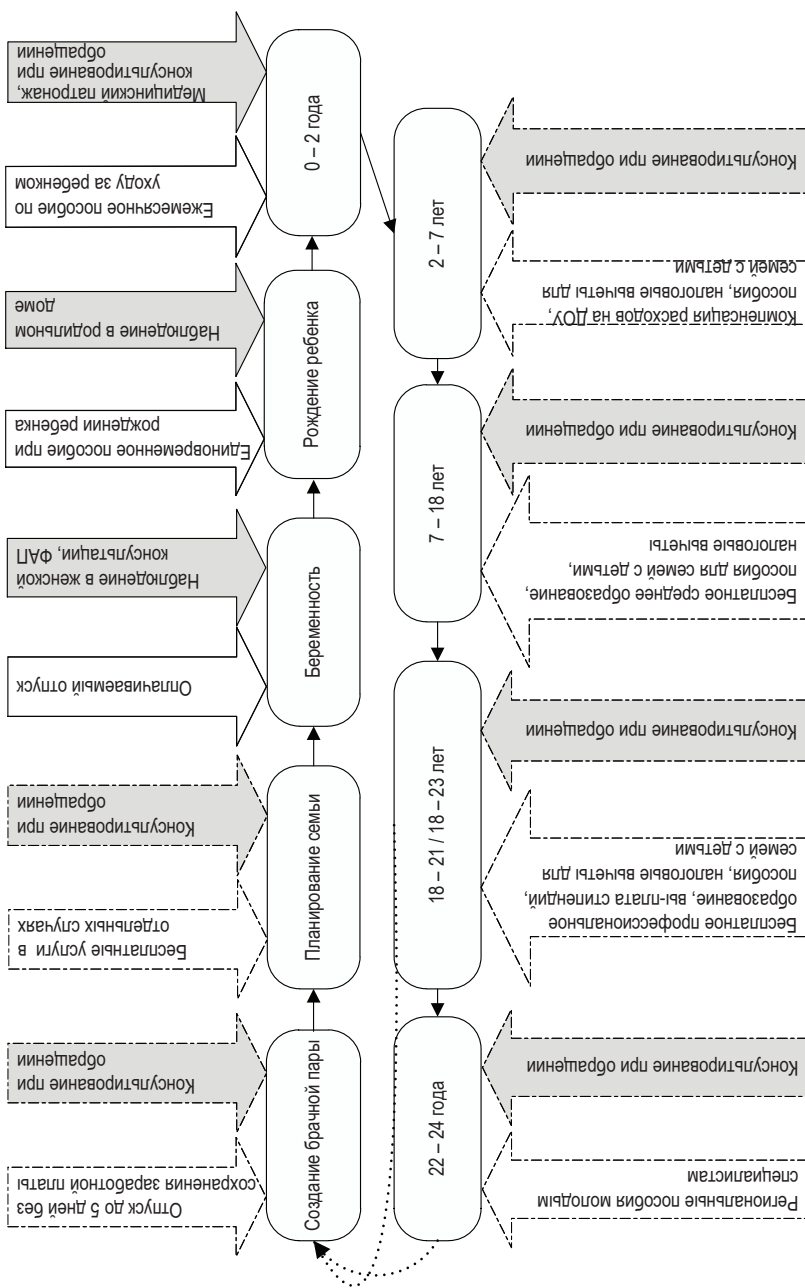 Отпуск до 5 дней без
сохранения заработной платы
Консультирование при
обращении
Бесплатные услуги в
отдельных случаях
Консультирование при
обращении
Оплачиваемый отпуск
Наблюдение в женской
консультации, ФАП
Единовременное пособие при
рождении ребенка
Наблюдение в родильном
доме
Ежемесячное пособие по
уходу за ребенком
Медицинский патронаж,
консультирование при
обращении
Создание брачной пары
Планирование семьи
Беременность
Рождение ребенка
0 – 2 года
22 – 24 года
18 – 21 / 18 – 23 лет
7 – 18 лет
2 – 7 лет
Региональные пособия молодым
специалистам
Консультирование при обращении
Бесплатное профессиональное
образование, вы-плата стипендий,
пособия, налоговые вычеты для
семей с детьми
Консультирование при обращении
Бесплатное среднее образование,
пособия для семей с детьми,
налоговые вычеты
Консультирование при обращении
Компенсация расходов на ДОУ,
пособия, налоговые вычеты для
семей с детьми
Консультирование при обращении